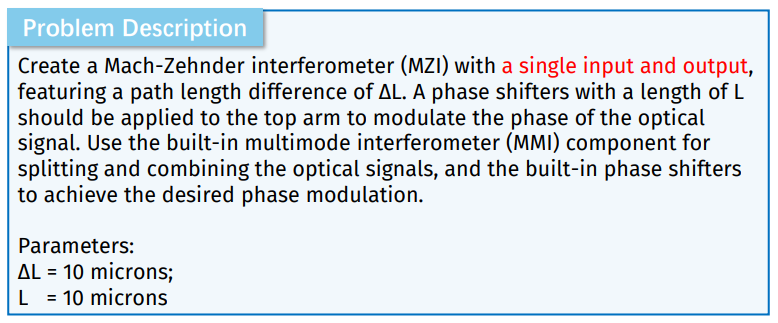 Problem Description
Create a Mach-Zehnder interferometer (MZI) with a single input and output,
featuring a path length difference of ΔL. A phase shifters with a length of L
should be applied to the top arm to modulate the phase of the optical
signal. Use the built-in multimode interferometer (MMI) component for
splitting and combining the optical signals, and the built-in phase shifters
to achieve the desired phase modulation.
Parameters:
ΔL = 10 microns;
L = 10 microns